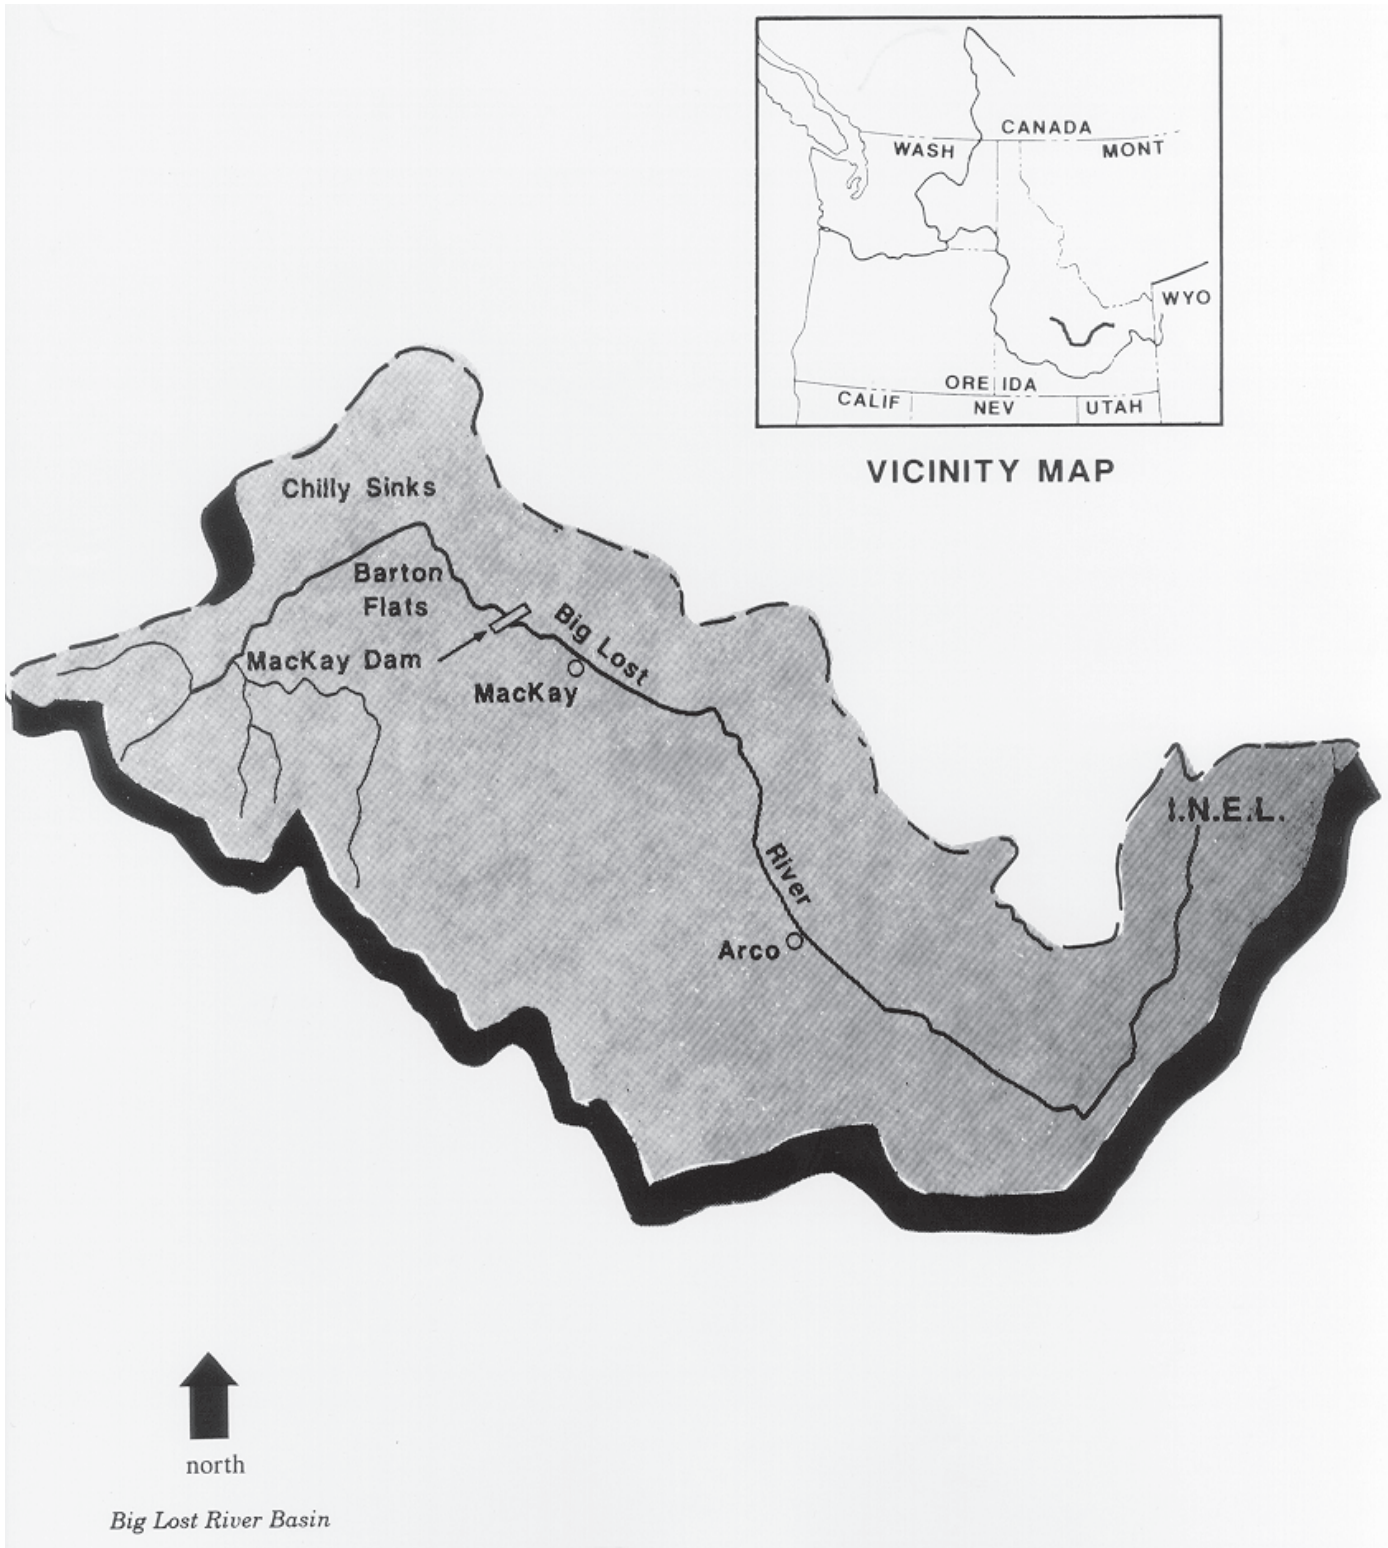 CANADA
WASH
MONT
WYO
ORE IDA
CALIF
NEV
UTAH
VICINITY MAP
Chilly Sinks
Barton
Flats
MacKay Dam
Big Lost
MacKay
I.N.E.L.
River
Arco
north
Big Lost River Basin